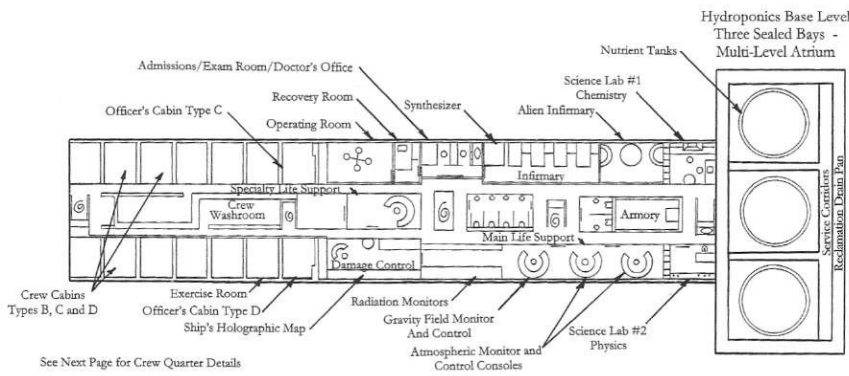 Hydroponics Base Level
Three Sealed Bays -
Multi-Level Atrium
Nutrient Tanks
Admissions/Exam Room/Doctor's Office
Science Lab #1
Chemistry
Recovery Room
Synthesizer
Alien Infirmary
Officer's Cabin Type C
Operating Room
Infirmary
Specialty Life Support
Crew
Washroom
Armory
Main Life Support
Damage Control
Service Corridors
Reclamation Drain Pan
Crew Cabins
Types B, C and D
Exercise Room
Officer's Cabin Type D
Ship's Holographic Map
Radiation Monitors
Gravity Field Monitor
And Control
Atmospheric Monitor and
Control Consoles
Science Lab #2
Physics
See Next Page for Crew Quarter Details